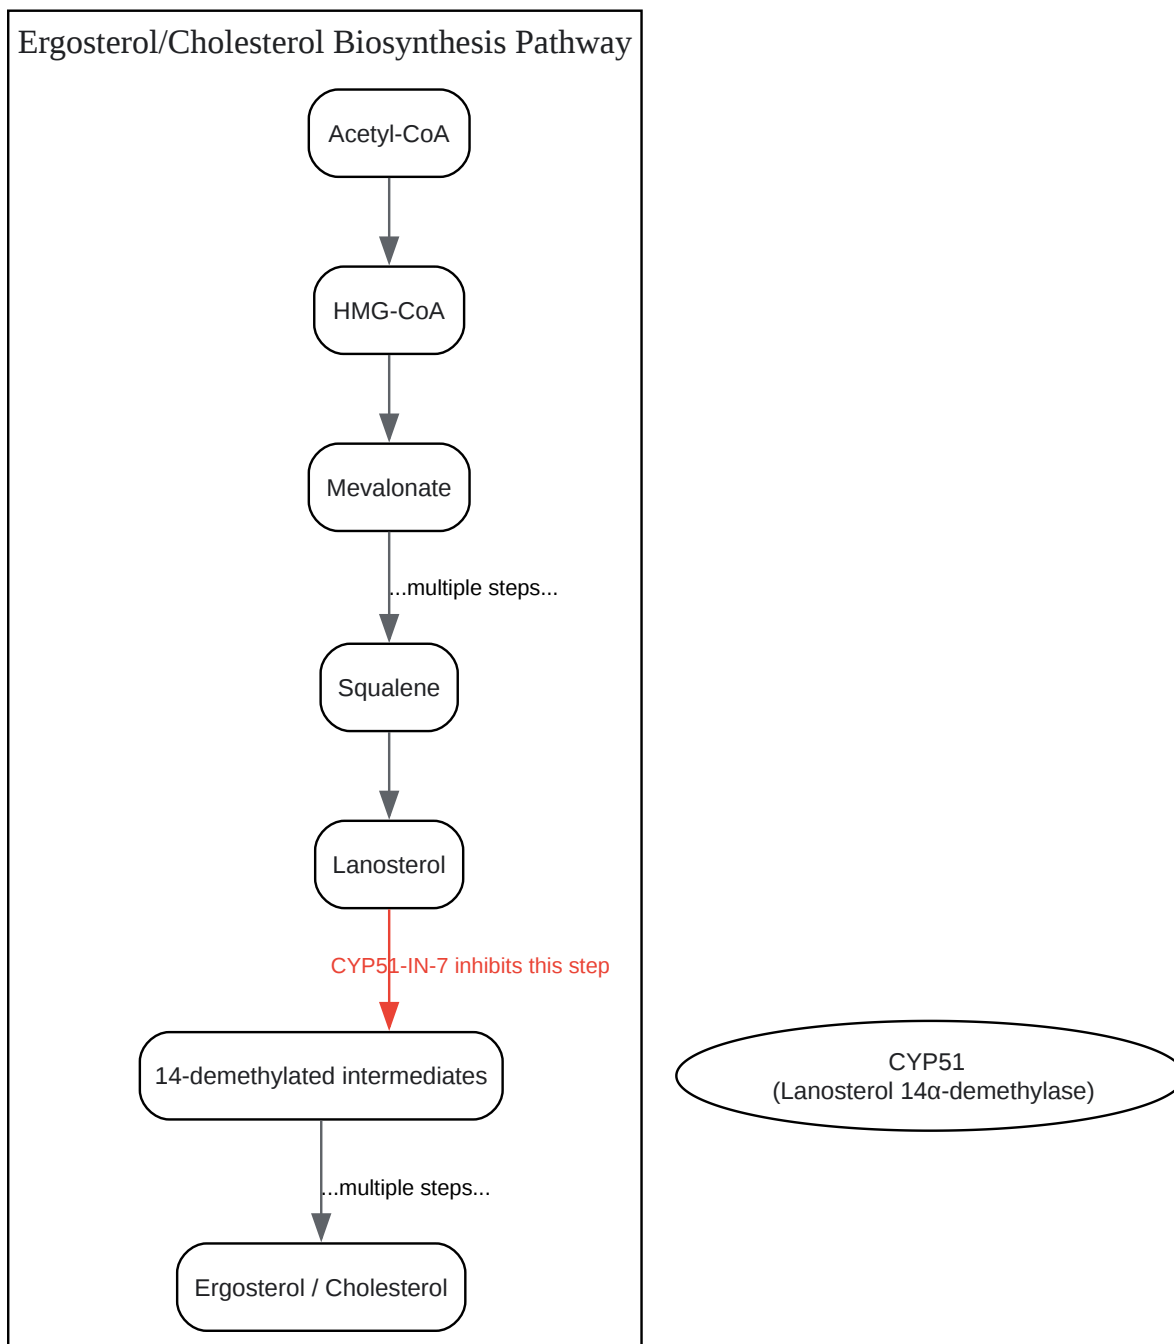 Ergosterol/Cholesterol Biosynthesis Pathway
Acetyl-CoA
HMG-CoA
Mevalonate
...multiple steps...
Squalene
Lanosterol
CYP51-IN-7 inhibits this step
14-demethylated intermediates
CYP51
(Lanosterol 14α-demethylase)
...multiple steps...
Ergosterol / Cholesterol